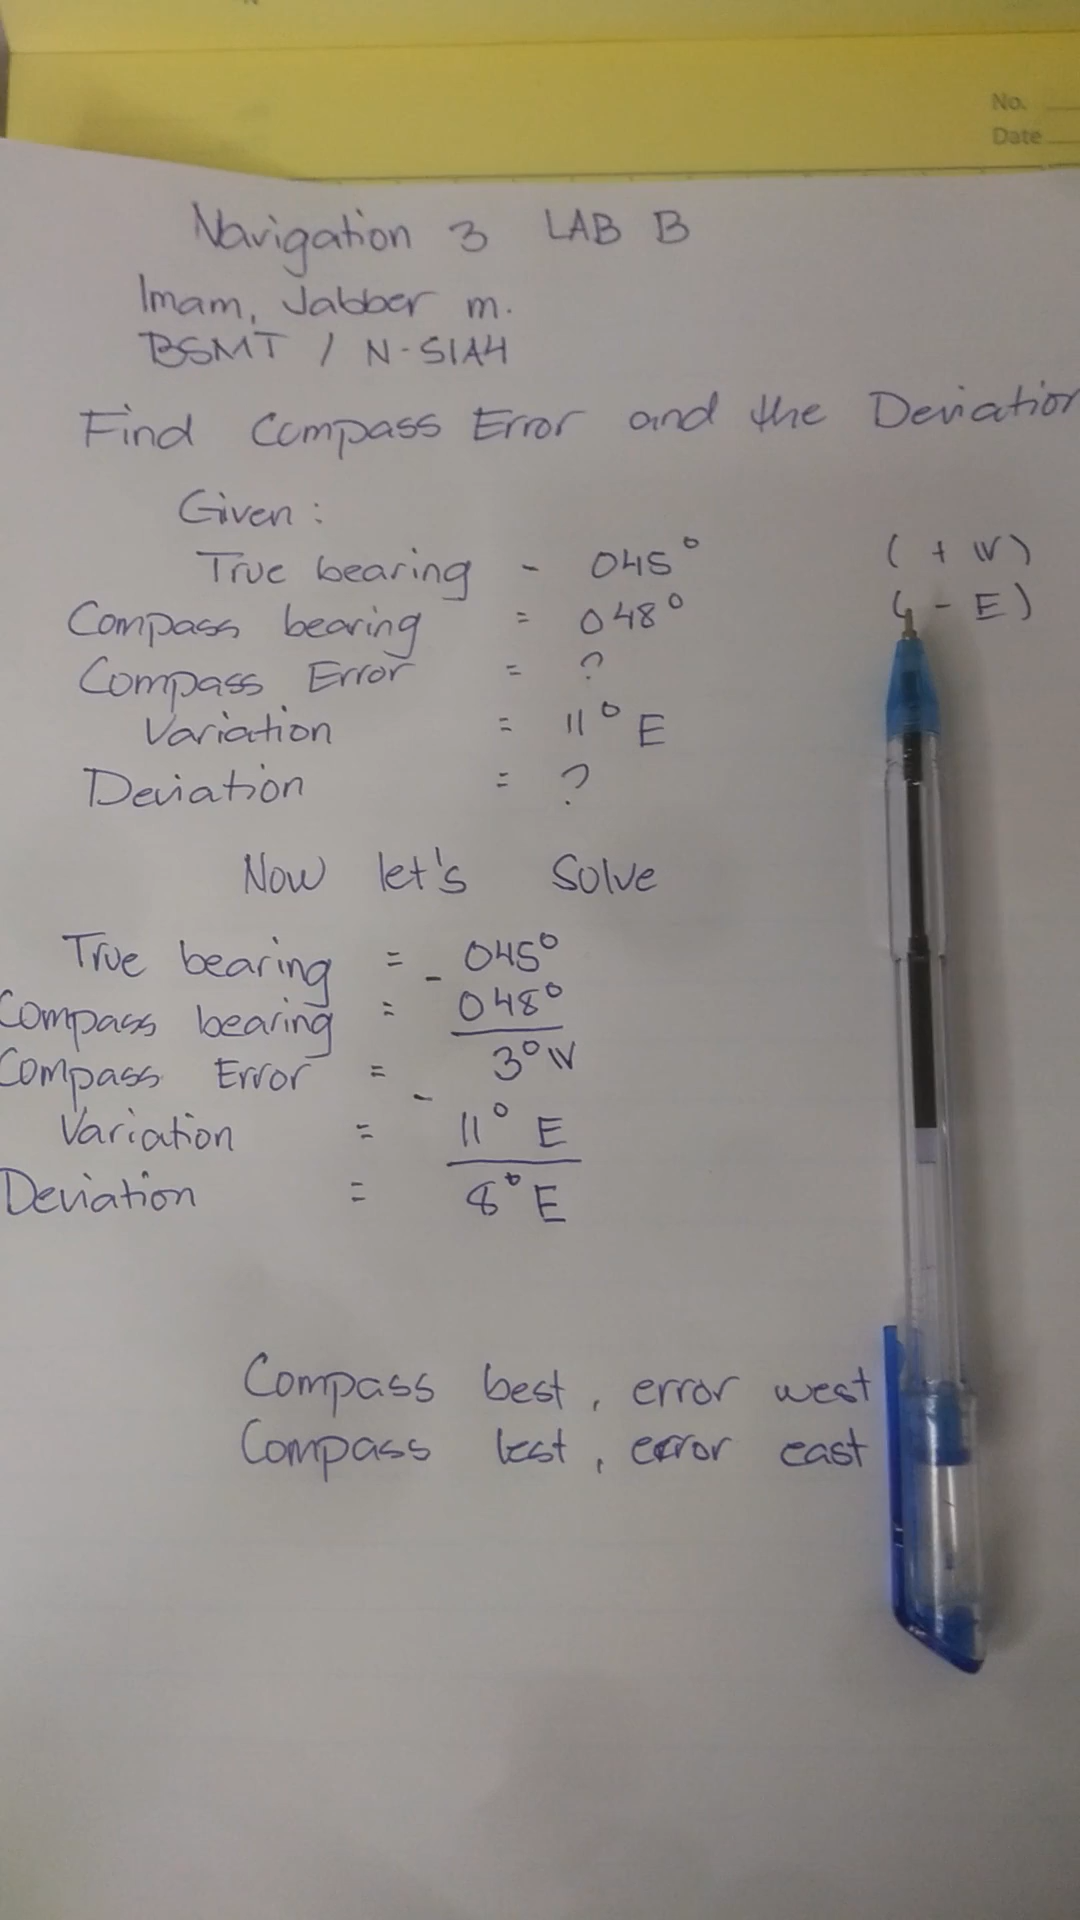 No.
Date
Navigation 3 LAB B
Imam, Jabber m.
BSMT / N-S1A4
Find Compass Error and the Deviation
Given:
True bearing - 045° (+ W)
Compass bearing = 048° (- E)
Compass Error = ?
Variation = 11° E
Deviation = ?
Now let's Solve
True bearing = - 045°
Compass bearing = 048°
Compass Error = 3° W
Variation = - 11° E
Deviation = 8° E
Compass best, error west
Compass lest, error east